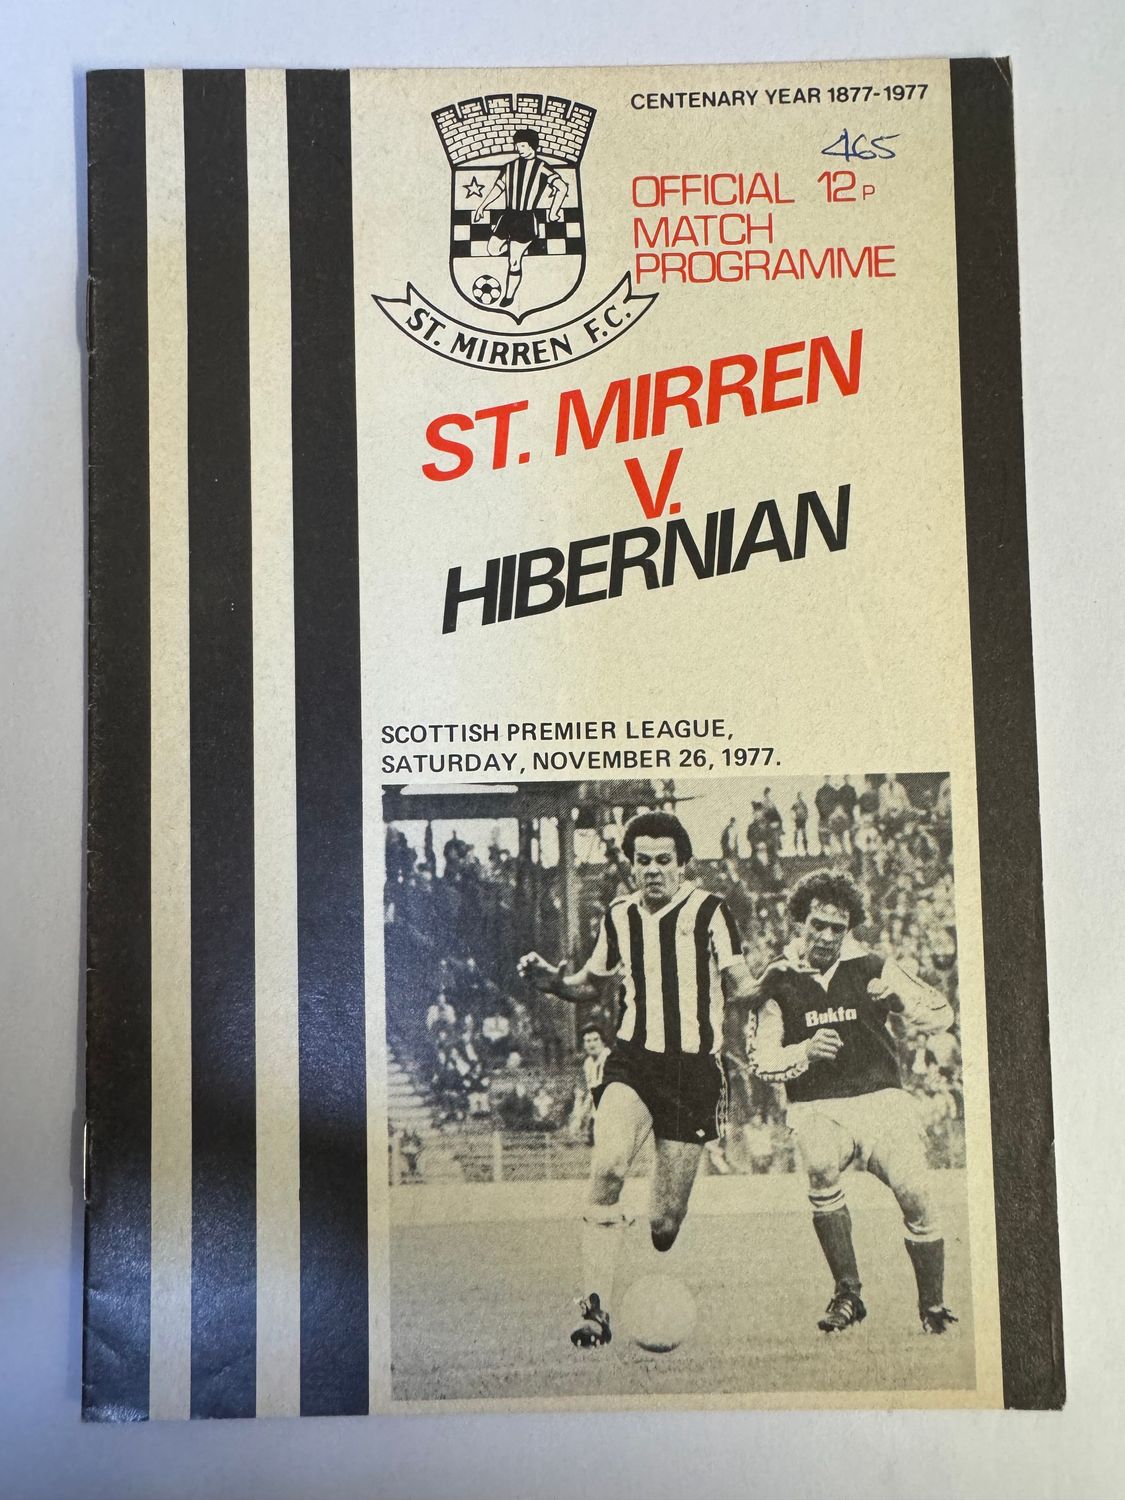 CENTENARY YEAR 1877-1977
465
OFFICIAL 12P
MATCH
PROGRAMME
ST. MIRREN F.C.
ST. MIRREN
V.
HIBERNIAN
SCOTTISH PREMIER LEAGUE,
SATURDAY, NOVEMBER 26, 1977.
Bukta